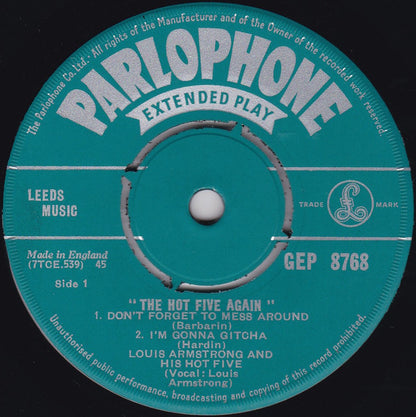 The Parlophone Co. Ltd. All rights of the Manufacturer and of the Owner of the recorded work reserved.
PARLOPHONE
EXTENDED PLAY
LEEDS
MUSIC
TRADE £ MARK.
Made in England
(7TCE.539) 45
GEP 8768
Side 1
"THE HOT FIVE AGAIN"
1. DON'T FORGET TO MESS AROUND
(Barbarin)
2. I'M GONNA GITCHA
(Hardin)
LOUIS ARMSTRONG AND
HIS HOT FIVE
(Vocal: Louis
Armstrong)
Unauthorised public performance, broadcasting and copying of this record prohibited.